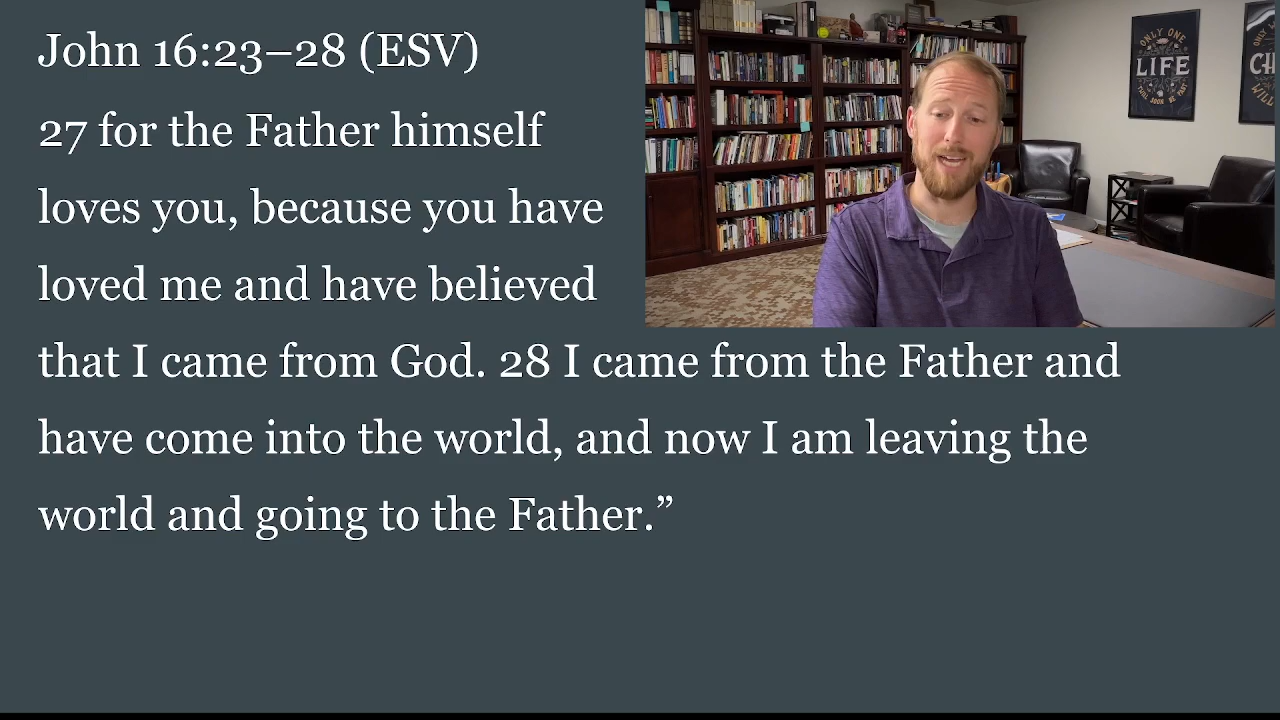 John 16:23–28 (ESV)
27 for the Father himself
loves you, because you have
loved me and have believed
that I came from God. 28 I came from the Father and
have come into the world, and now I am leaving the
world and going to the Father.”
ONLY ONE
LIFE
ONLY
CH
WILL